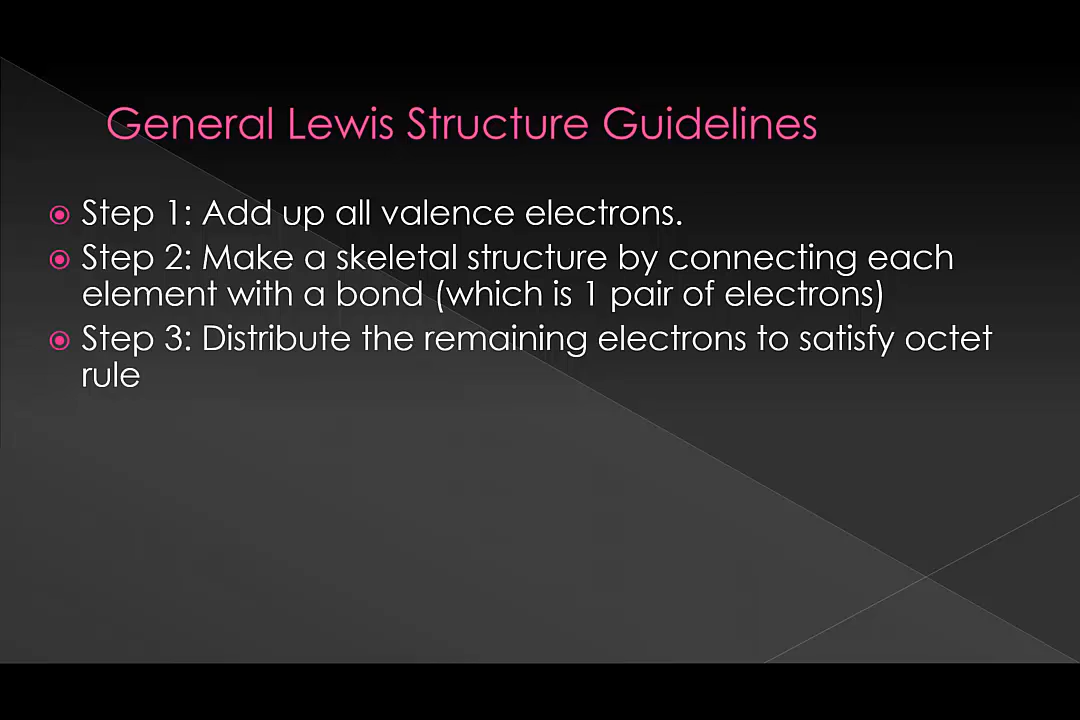 General Lewis Structure Guidelines
Step 1: Add up all valence electrons.
Step 2: Make a skeletal structure by connecting each
element with a bond (which is 1 pair of electrons)
Step 3: Distribute the remaining electrons to satisfy octet
rule